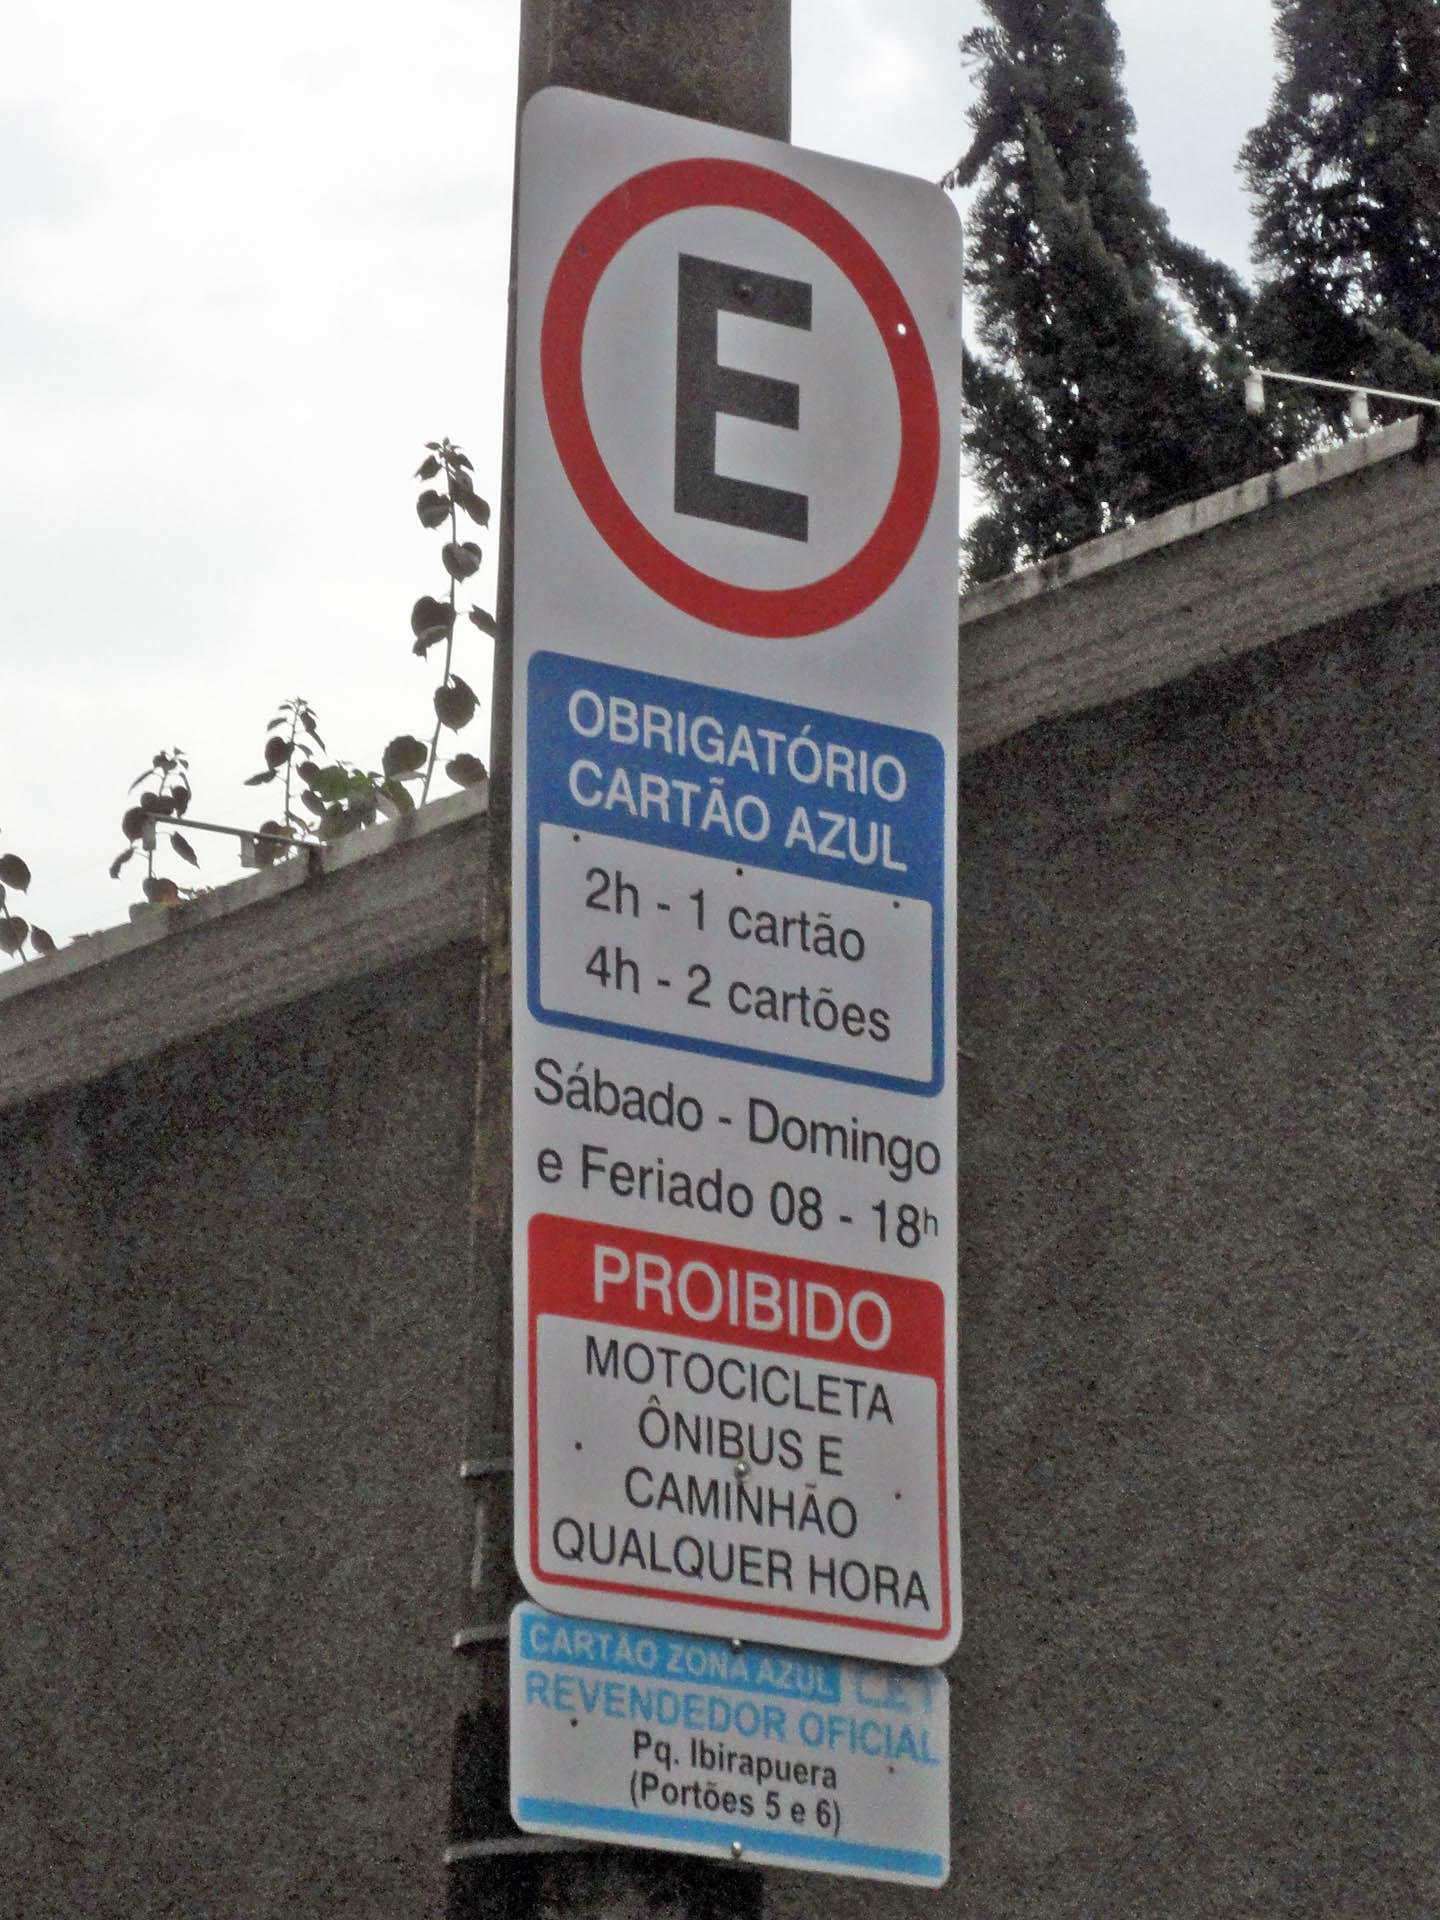 E
OBRIGATÓRIO
CARTÃO AZUL
2h - 1 cartão
4h - 2 cartões
Sábado - Domingo
e Feriado 08 - 18h
PROIBIDO
MOTOCICLETA
ÔNIBUS E
CAMINHÃO
QUALQUER HORA
CARTÃO ZONA AZUL
REVENDEDOR OFICIAL
Pq. Ibirapuera
(Portões 5 e 6)